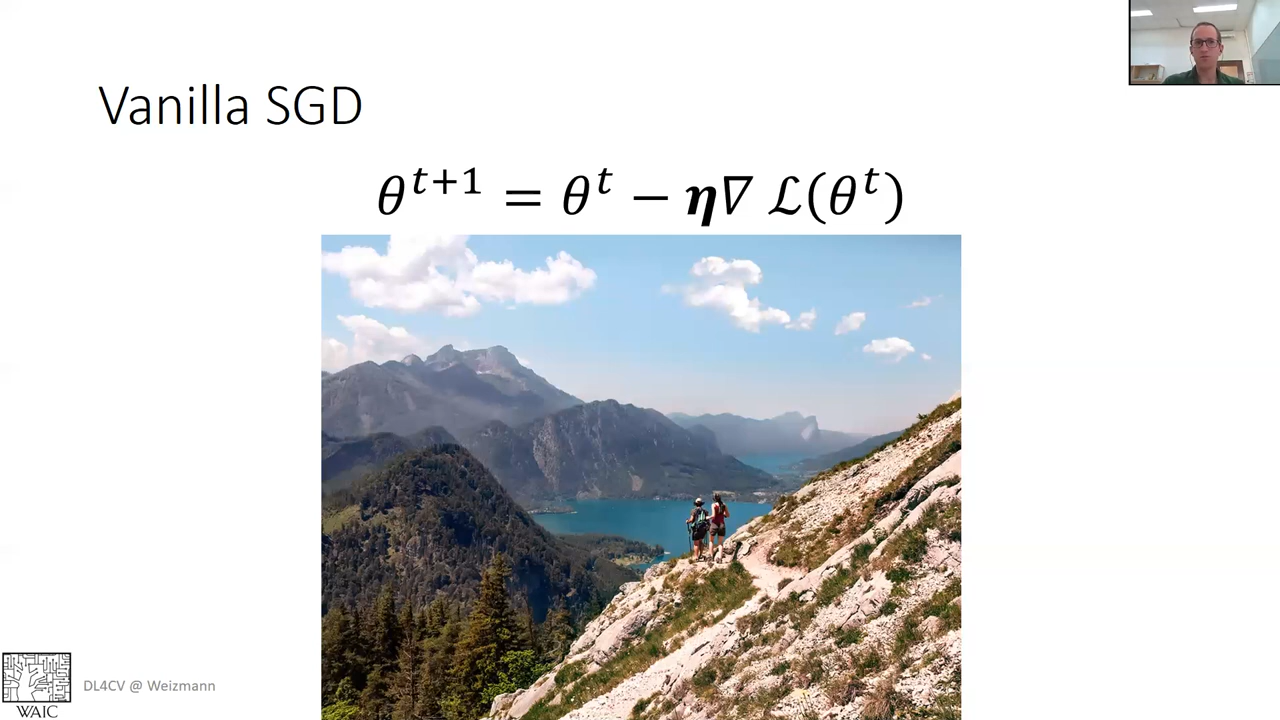 Vanilla SGD
θ^{t+1} = θ^t − η∇ ℒ(θ^t)
DL4CV @ Weizmann
WAIC